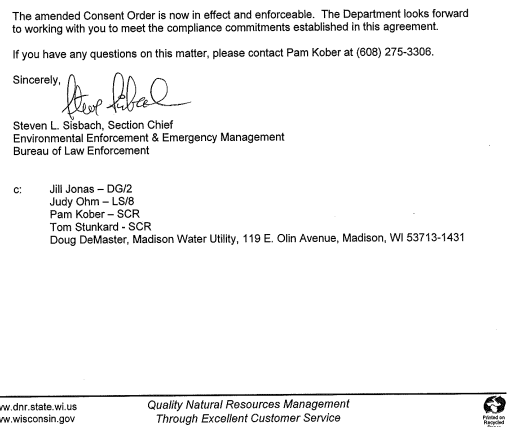 The amended Consent Order is now in effect and enforceable. The Department looks forward
to working with you to meet the compliance commitments established in this agreement.
If you have any questions on this matter, please contact Pam Kober at (608) 275-3306.
Sincerely,
Steven L. Sisbach, Section Chief
Environmental Enforcement & Emergency Management
Bureau of Law Enforcement
c: Jill Jonas – DG/2
Judy Ohm – LS/8
Pam Kober – SCR
Tom Stunkard - SCR
Doug DeMaster, Madison Water Utility, 119 E. Olin Avenue, Madison, WI 53713-1431
ww.dnr.state.wi.us Quality Natural Resources Management
ww.wisconsin.gov Through Excellent Customer Service
Printed on
Recycled